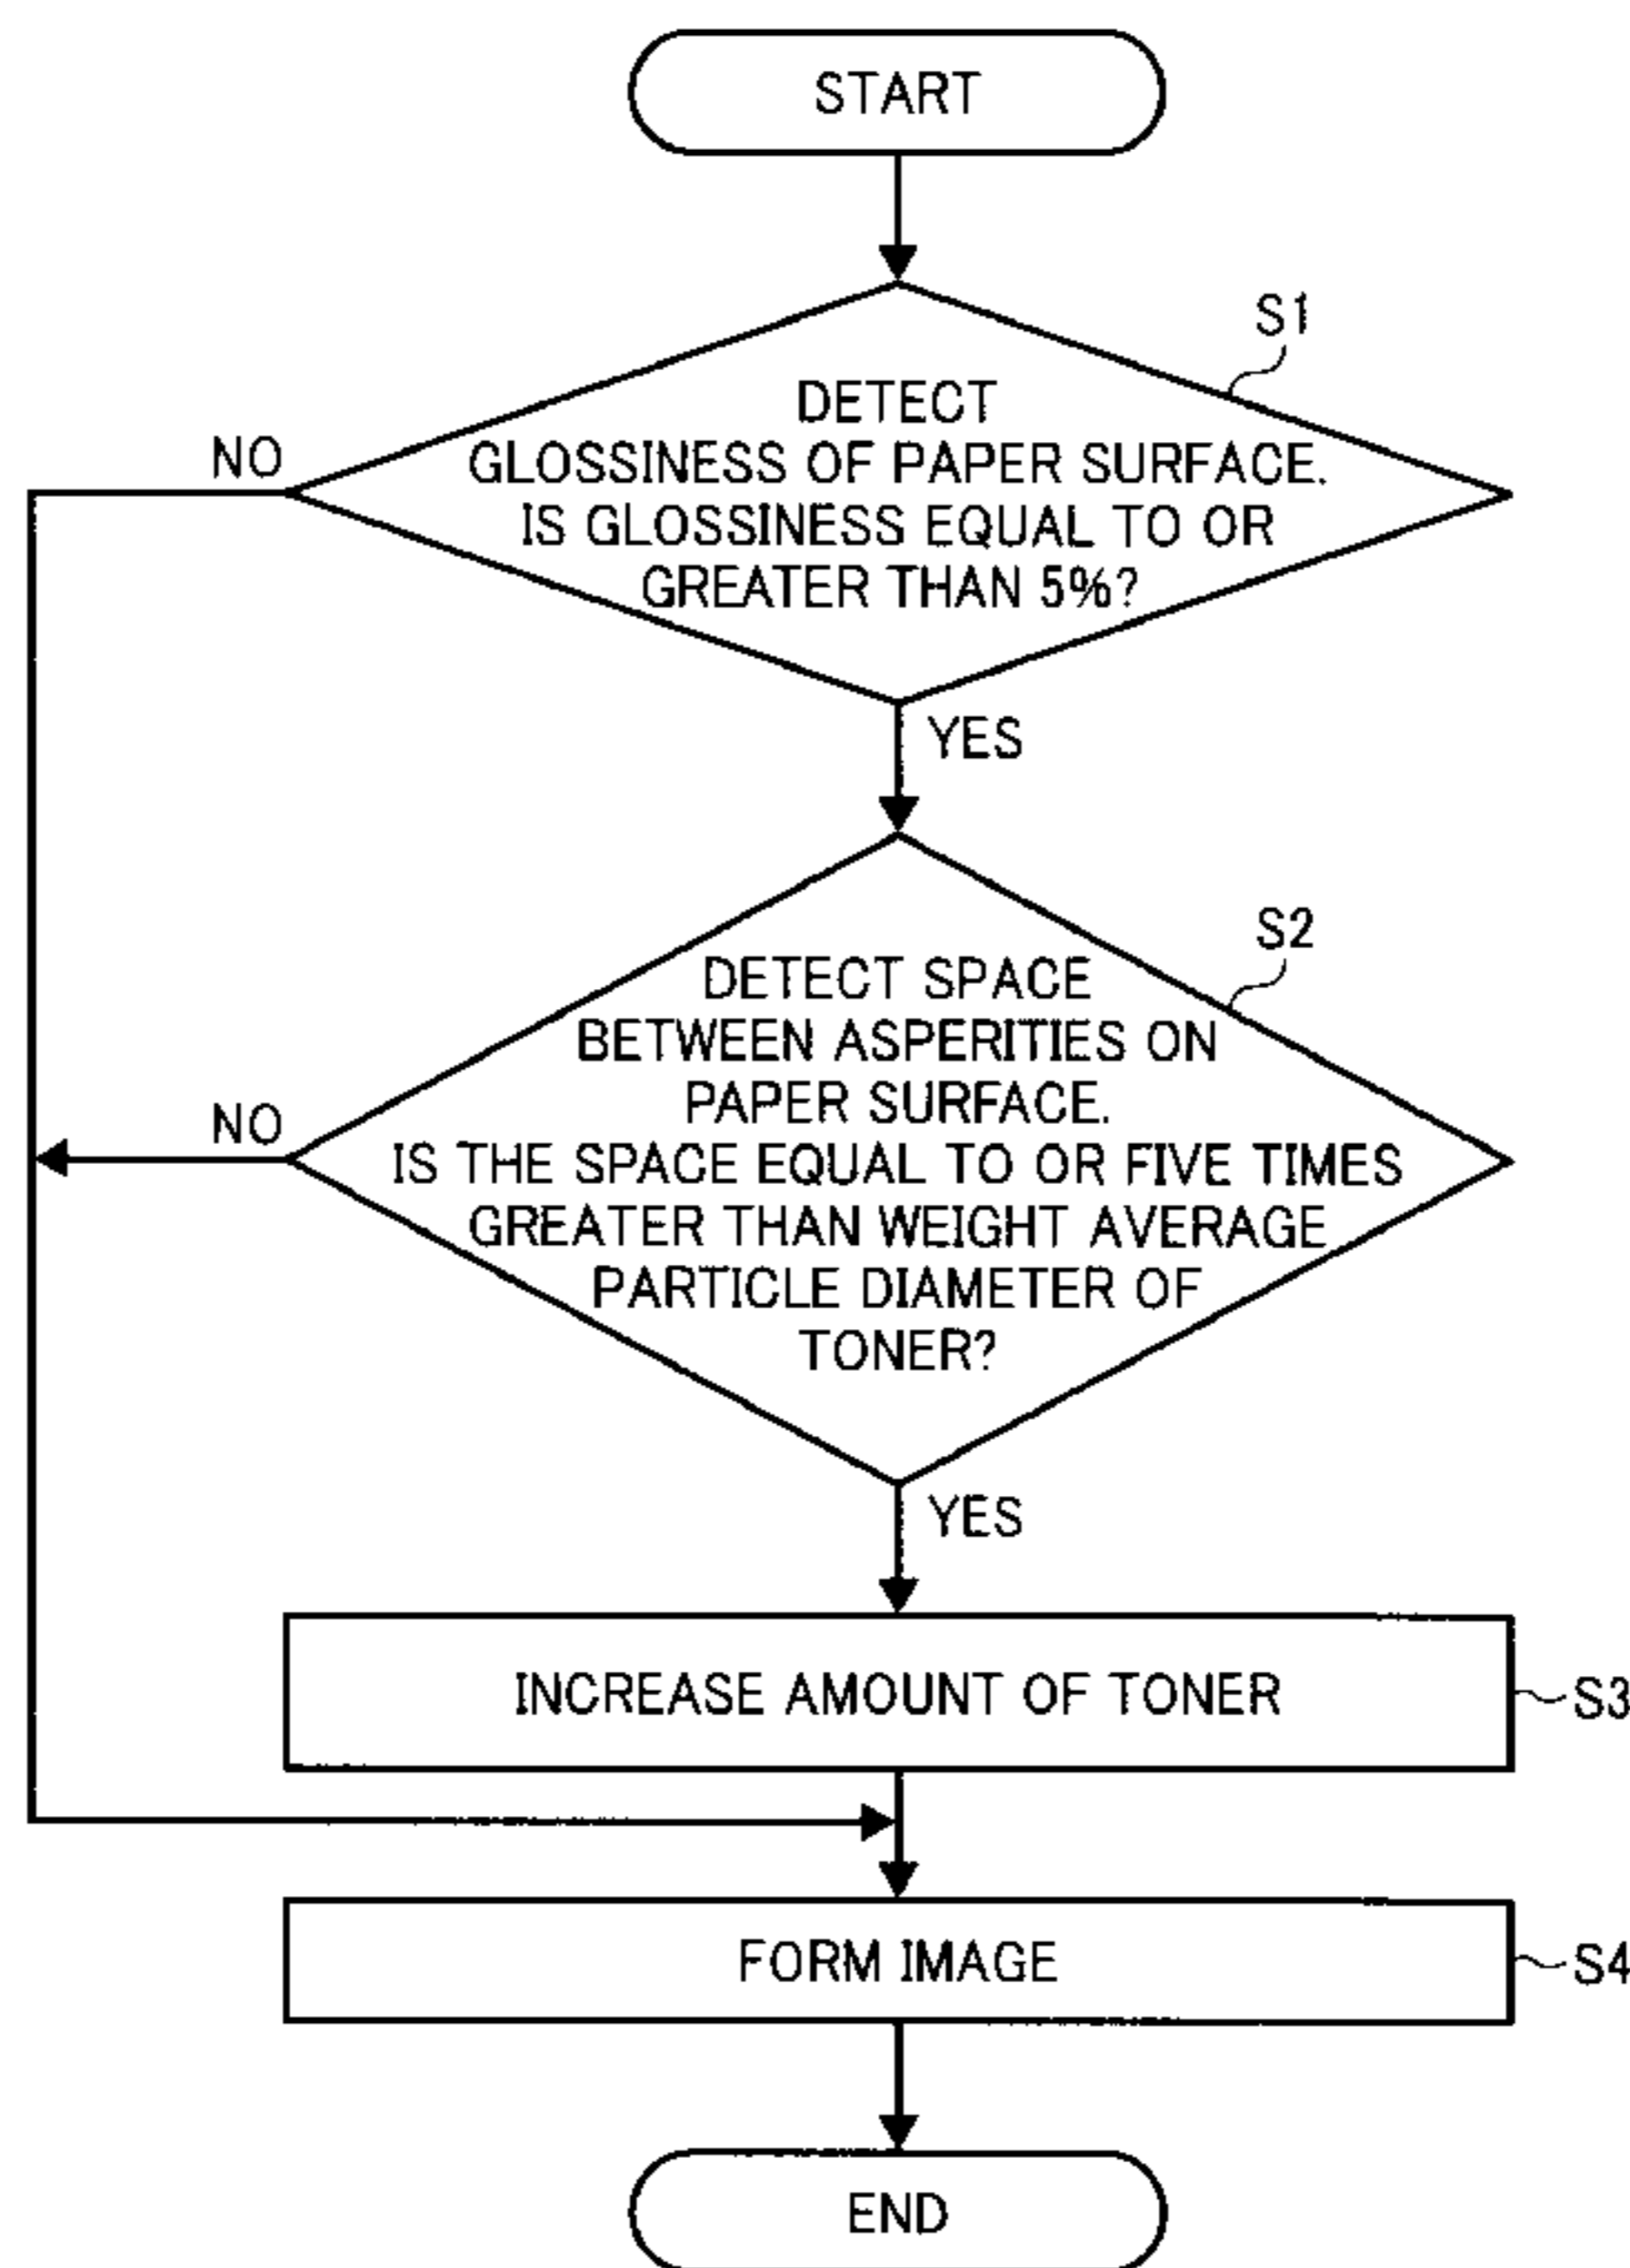 START
S1
DETECT
GLOSSINESS OF PAPER SURFACE.
IS GLOSSINESS EQUAL TO OR
GREATER THAN 5%?
NO
YES
S2
DETECT SPACE
BETWEEN ASPERITIES ON
PAPER SURFACE.
IS THE SPACE EQUAL TO OR FIVE TIMES
GREATER THAN WEIGHT AVERAGE
PARTICLE DIAMETER OF
TONER?
NO
YES
INCREASE AMOUNT OF TONER
S3
FORM IMAGE
S4
END